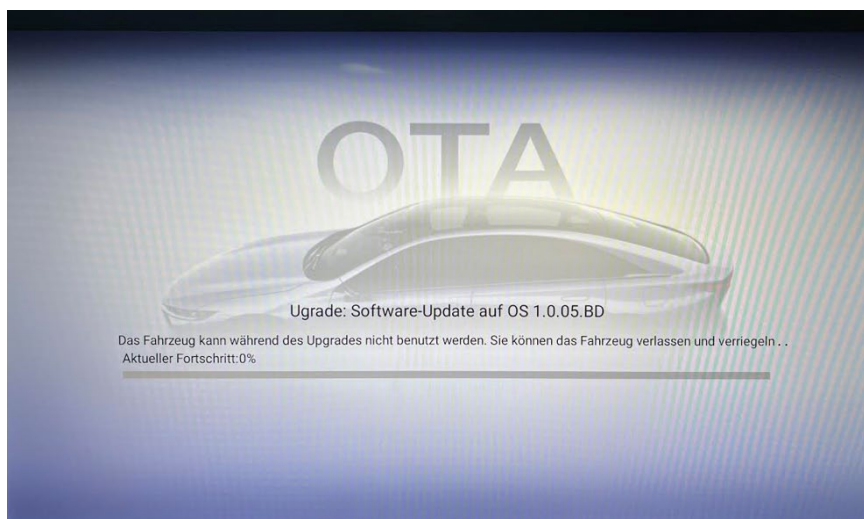 OTA
Ugrade: Software-Update auf OS 1.0.05.BD
Das Fahrzeug kann während des Upgrades nicht benutzt werden. Sie können das Fahrzeug verlassen und verriegeln . .
Aktueller Fortschritt:0%